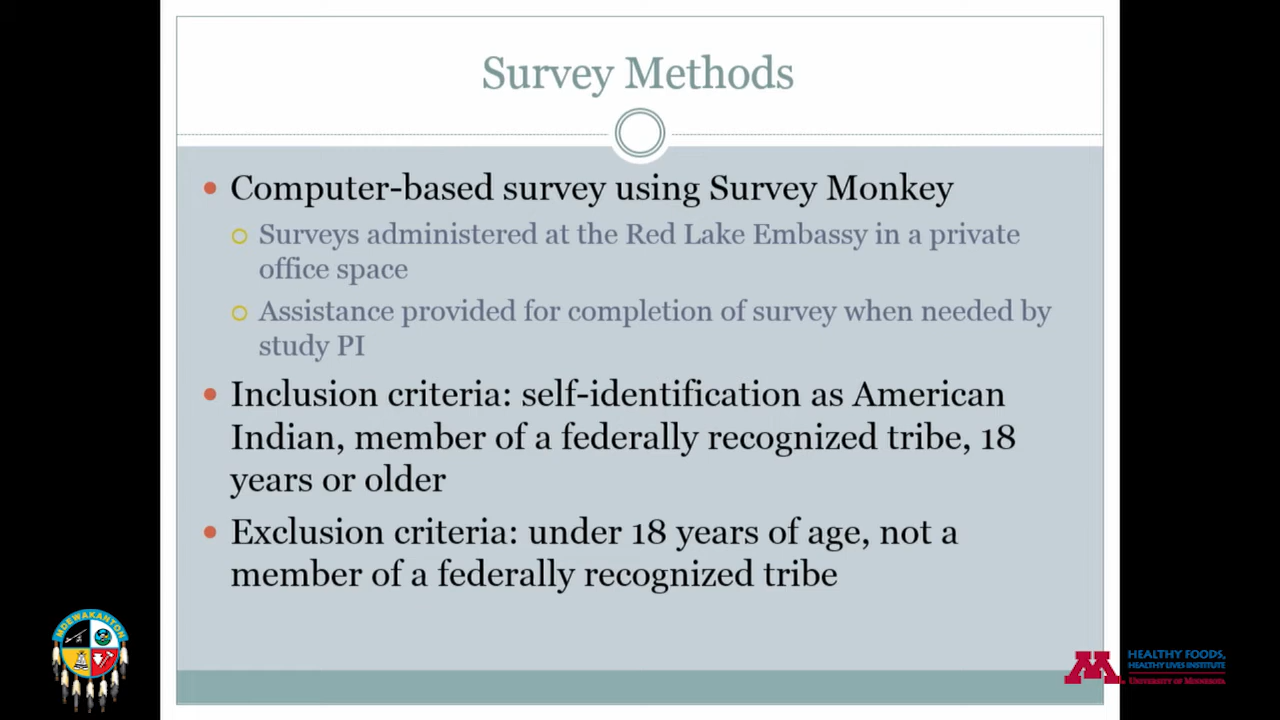 Survey Methods
Computer-based survey using Survey Monkey
Surveys administered at the Red Lake Embassy in a private
office space
Assistance provided for completion of survey when needed by
study PI
Inclusion criteria: self-identification as American
Indian, member of a federally recognized tribe, 18
years or older
Exclusion criteria: under 18 years of age, not a
member of a federally recognized tribe
MDEWAKANTON
M
HEALTHY FOODS,
HEALTHY LIVES INSTITUTE
UNIVERSITY OF MINNESOTA